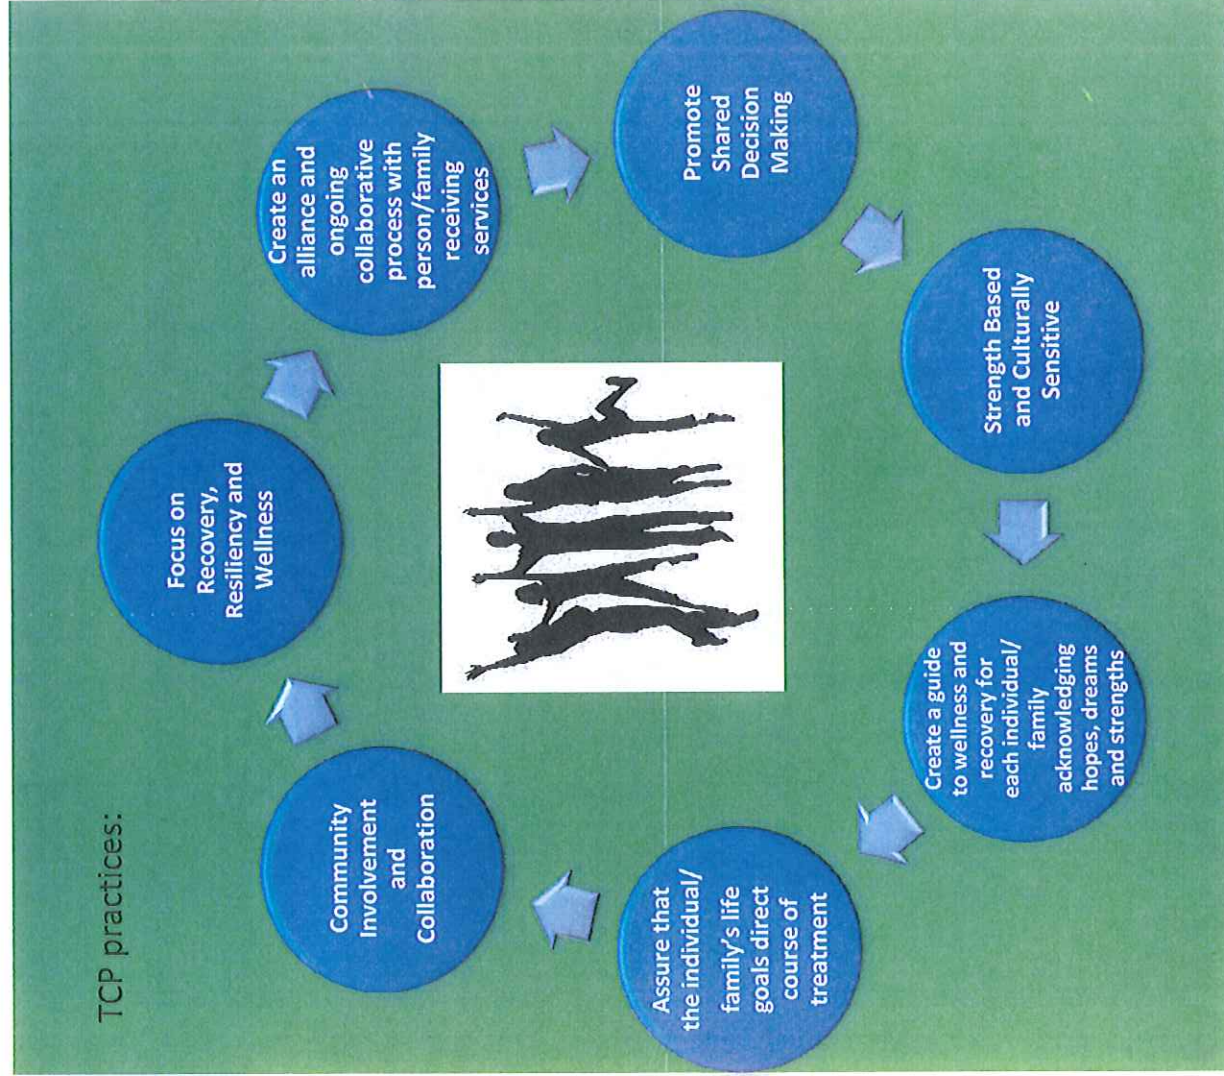 TCP practices:
Focus on
Recovery,
Resiliency and
Wellness
Create an
alliance and
ongoing
collaborative
process with
person/family
receiving
services
Promote
Shared
Decision
Making
Strength Based
and Culturally
Sensitive
Create a guide
to wellness and
recovery for
each individual/
family
acknowledging
hopes, dreams
and strengths
Assure that
the individual/
family's life
goals direct
course of
treatment
Community
Involvement
and
Collaboration